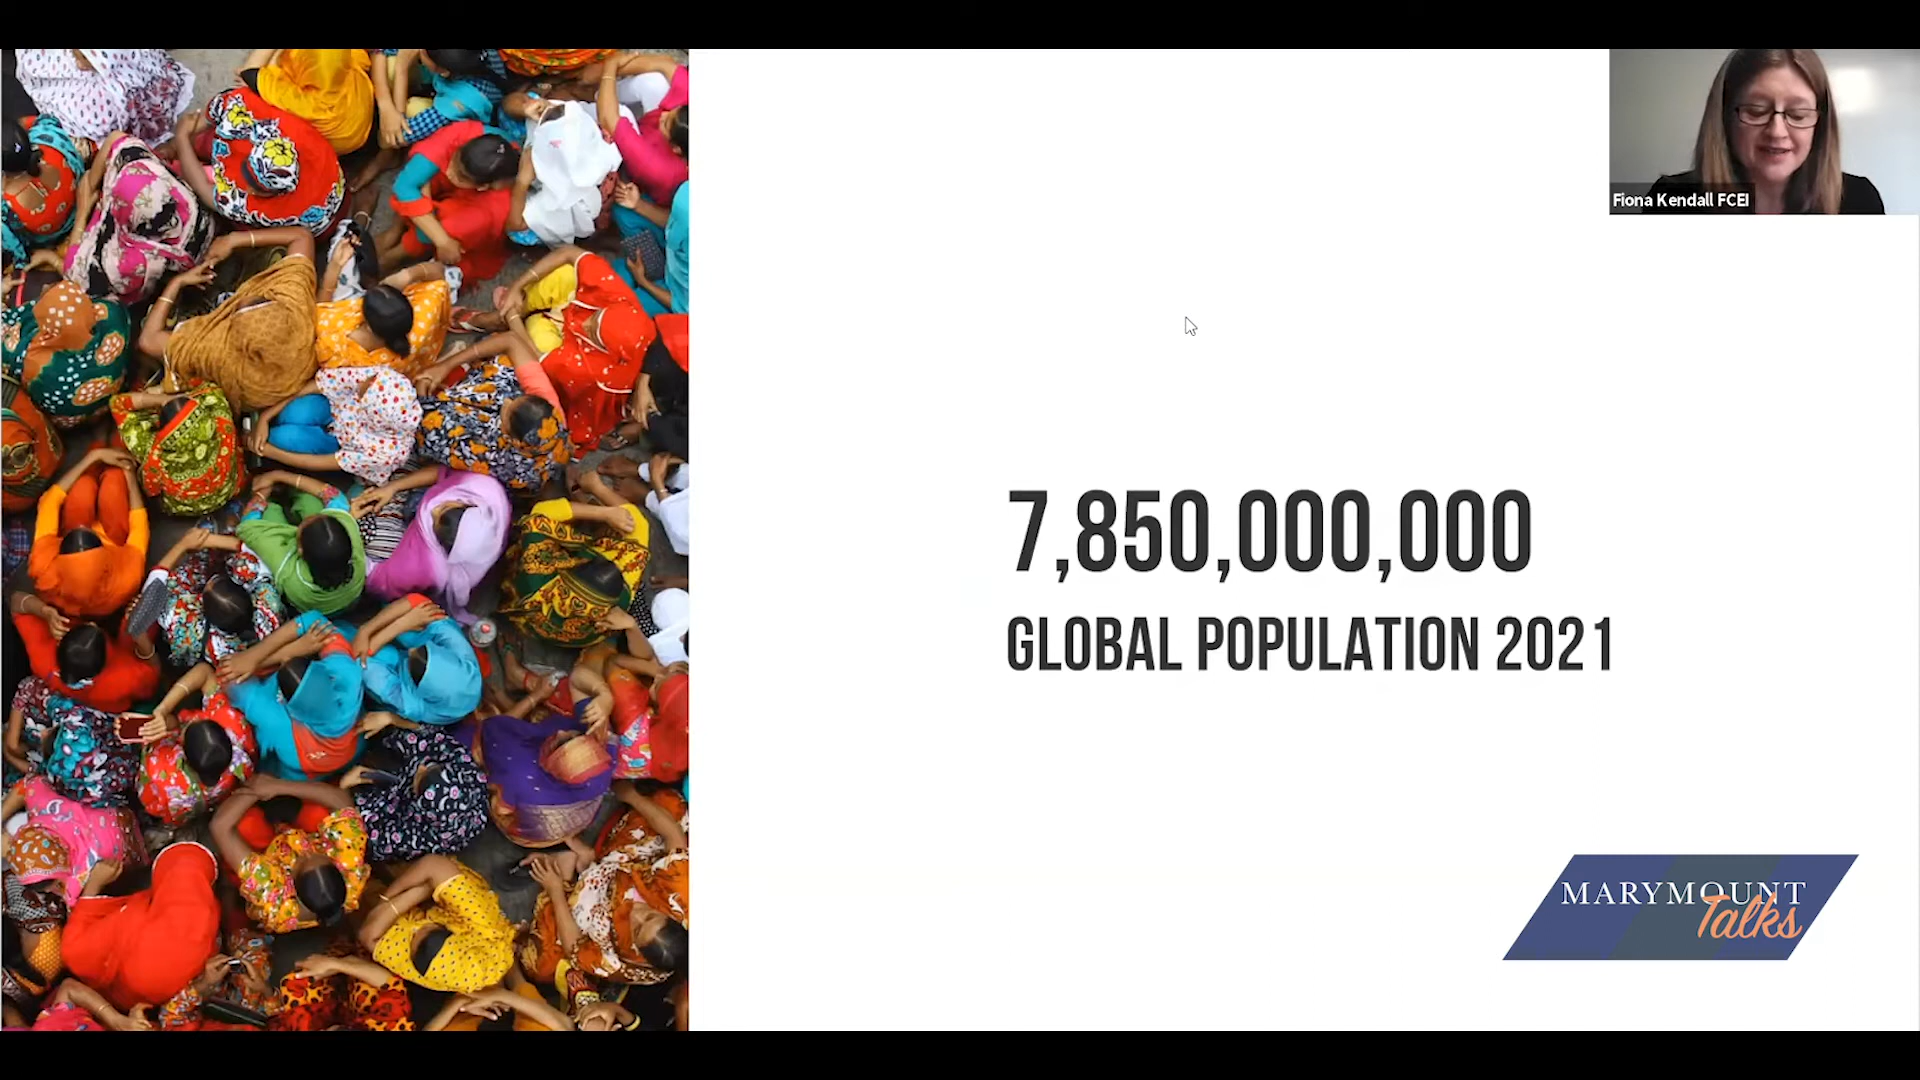 Fiona Kendall FCEI
7,850,000,000
GLOBAL POPULATION 2021
MARYMOUNT
Talks